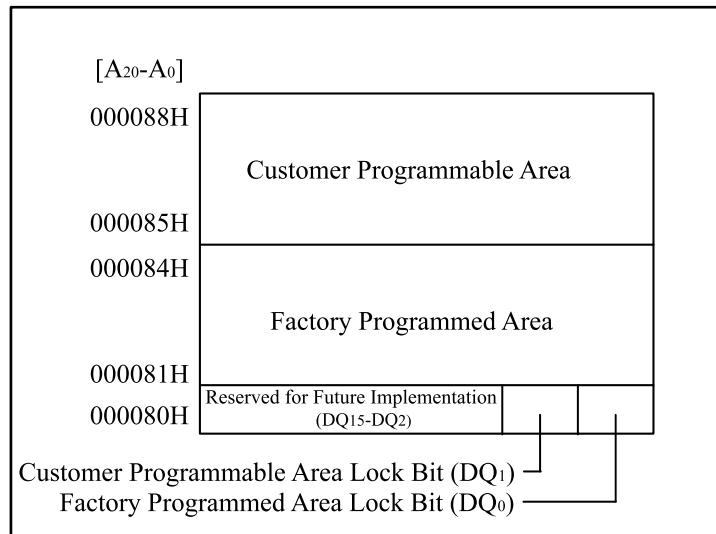 [A20-A0]
000088H
Customer Programmable Area
000085H
000084H
Factory Programmed Area
000081H
Reserved for Future Implementation
(DQ15-DQ2)
000080H
Customer Programmable Area Lock Bit (DQ1)
Factory Programmed Area Lock Bit (DQ0)